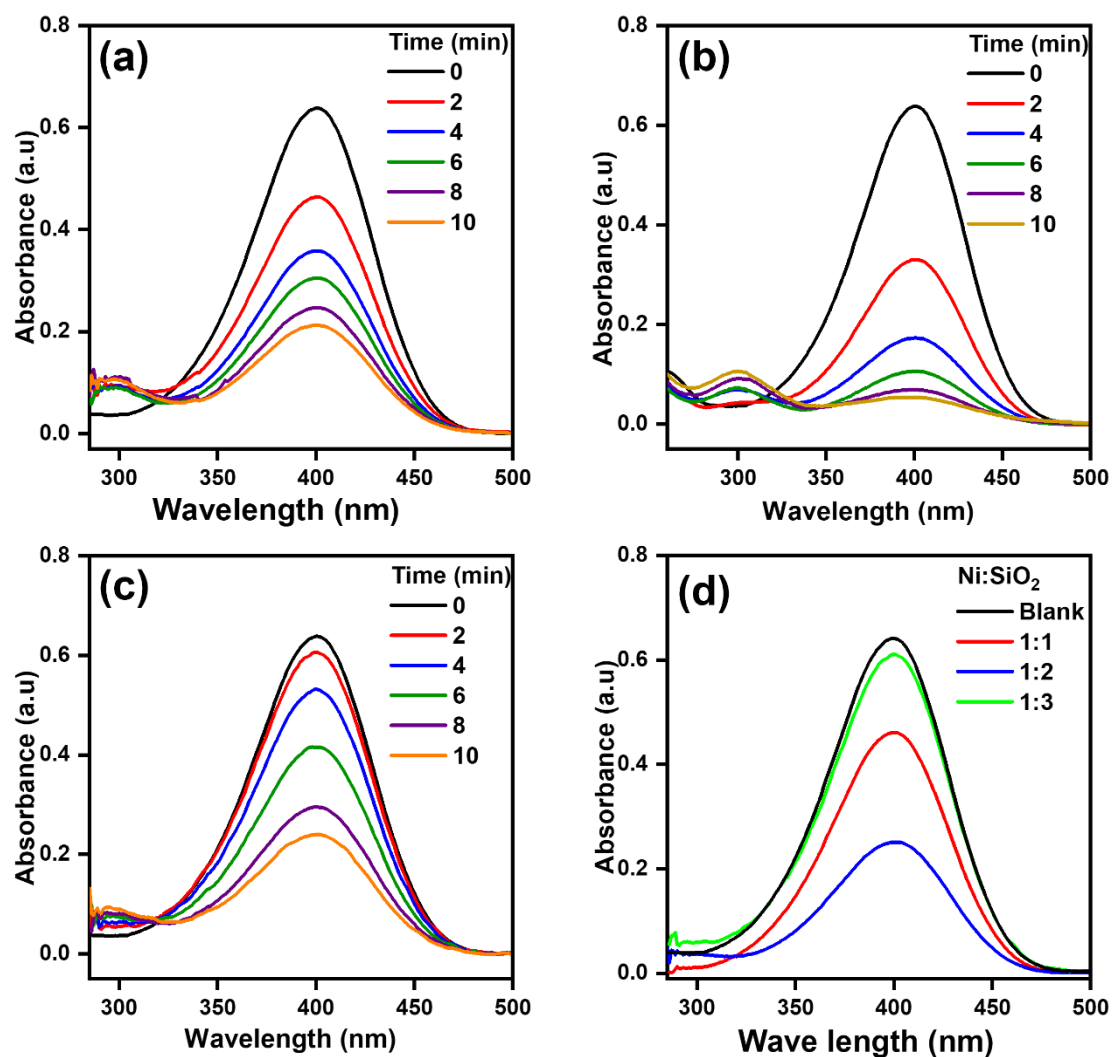 (a)
Time (min)
0
2
4
6
8
10
0.8
0.6
0.4
0.2
0.0
Absorbance (a.u)
300 350 400 450 500
Wavelength (nm)
(b)
Time (min)
0
2
4
6
8
10
0.8
0.6
0.4
0.2
0.0
Absorbance (a.u)
300 350 400 450 500
Wavelength (nm)
(c)
Time (min)
0
2
4
6
8
10
0.8
0.6
0.4
0.2
0.0
Absorbance (a.u)
300 350 400 450 500
Wavelength (nm)
(d)
Ni:SiO₂
Blank
1:1
1:2
1:3
0.8
0.6
0.4
0.2
0.0
Absorbance (a.u)
300 350 400 450 500
Wave length (nm)